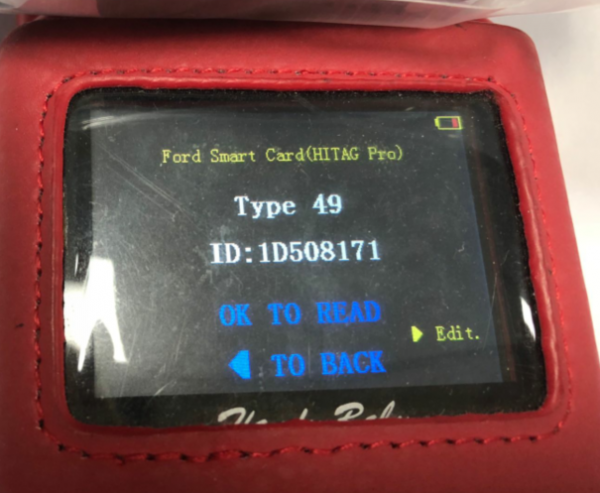 Ford Smart Card(HITAG Pro)
Type 49
ID:1D508171
OK TO READ
Edit.
TO BACK